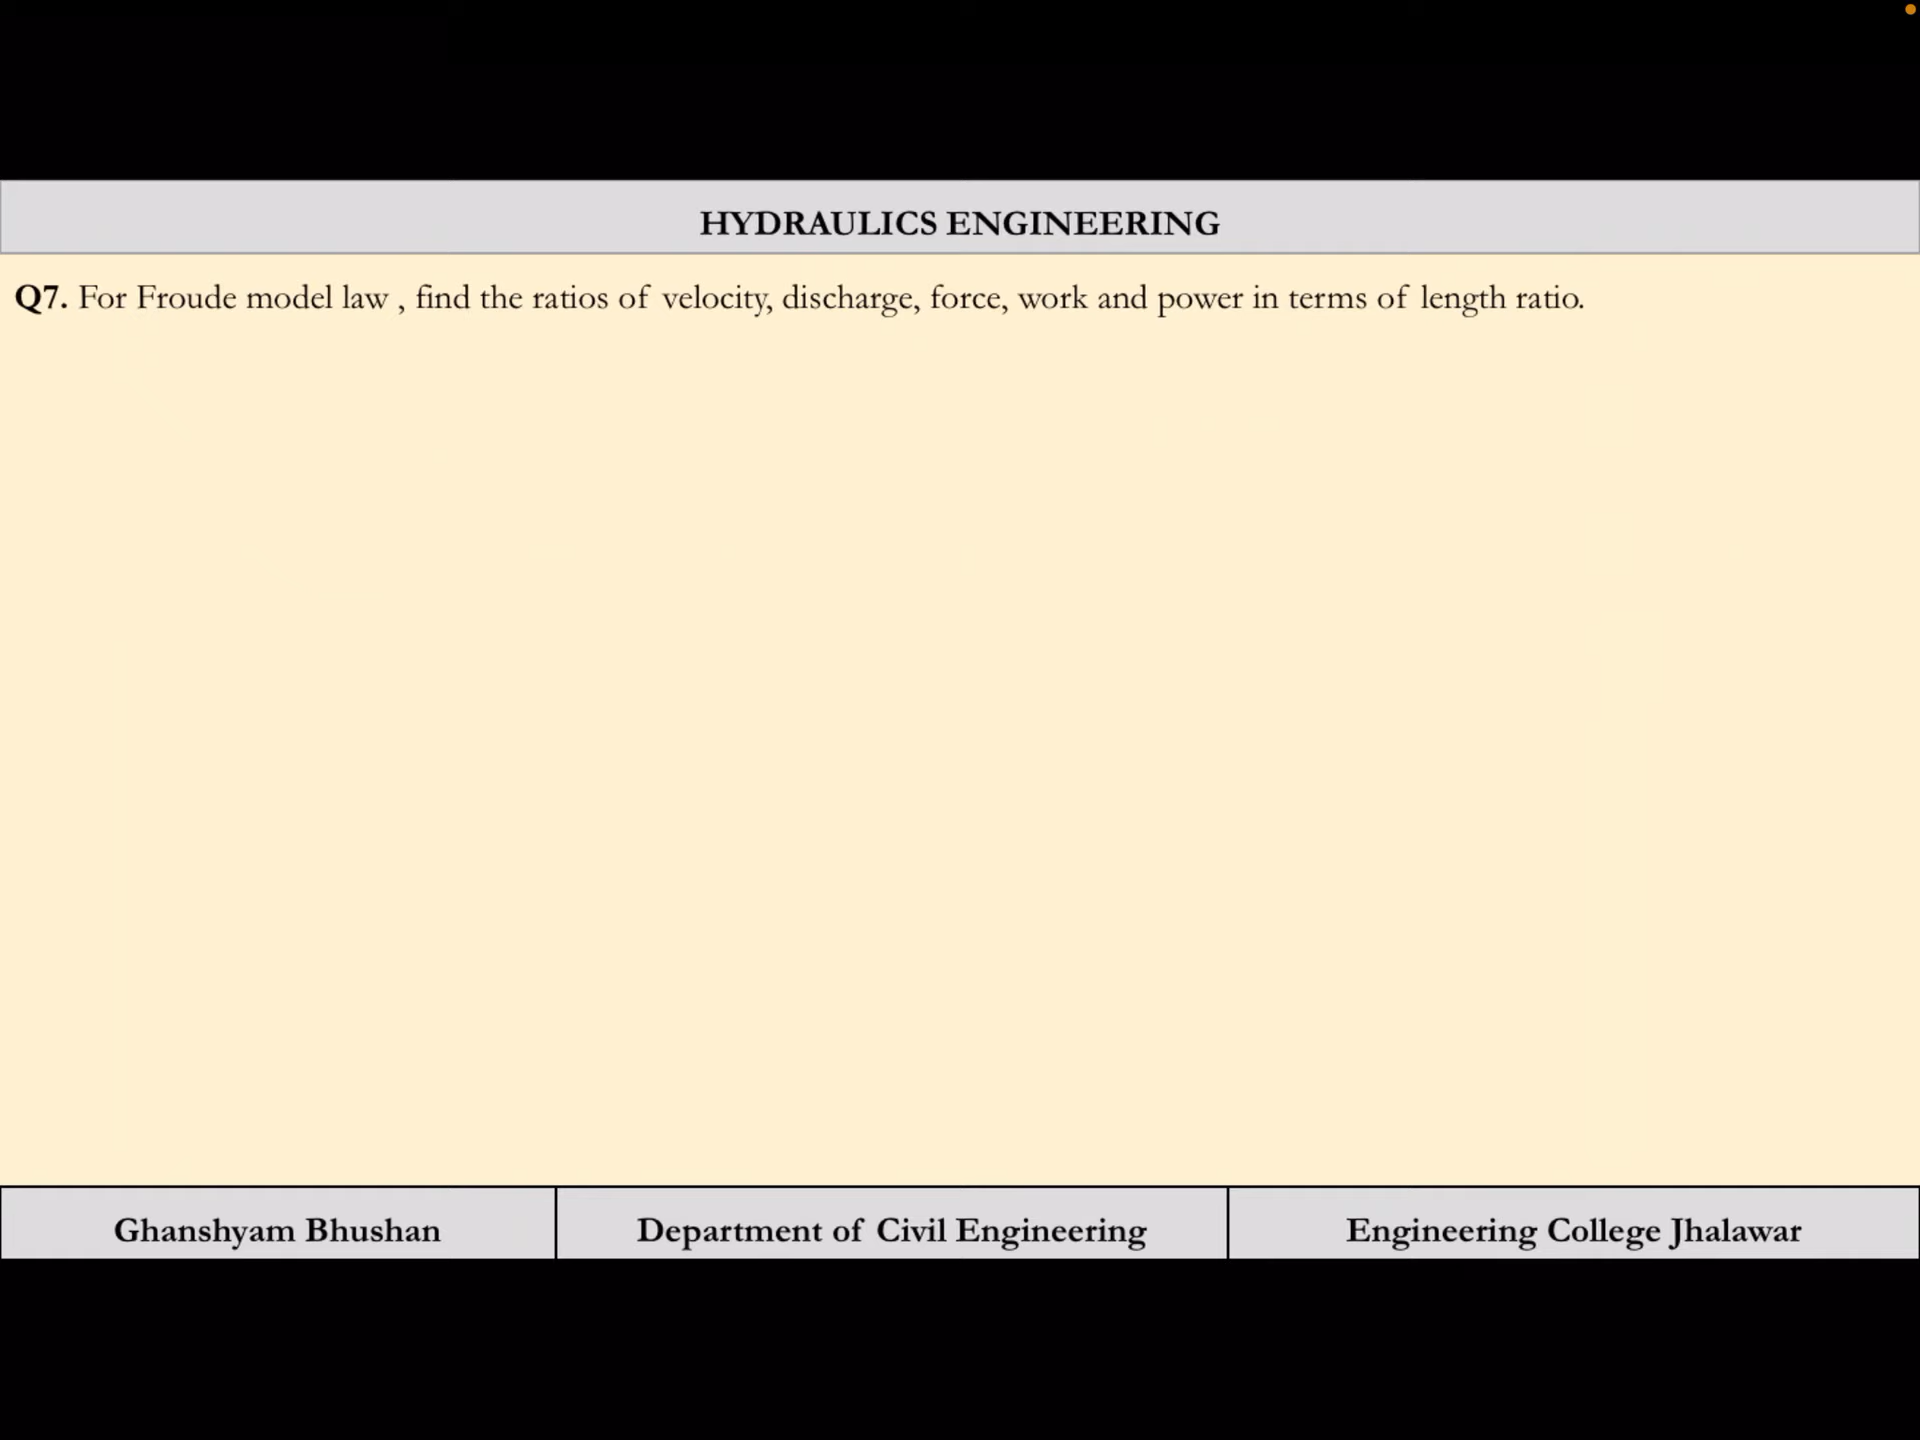 HYDRAULICS ENGINEERING
Q7. For Froude model law , find the ratios of velocity, discharge, force, work and power in terms of length ratio.
Ghanshyam Bhushan
Department of Civil Engineering
Engineering College Jhalawar